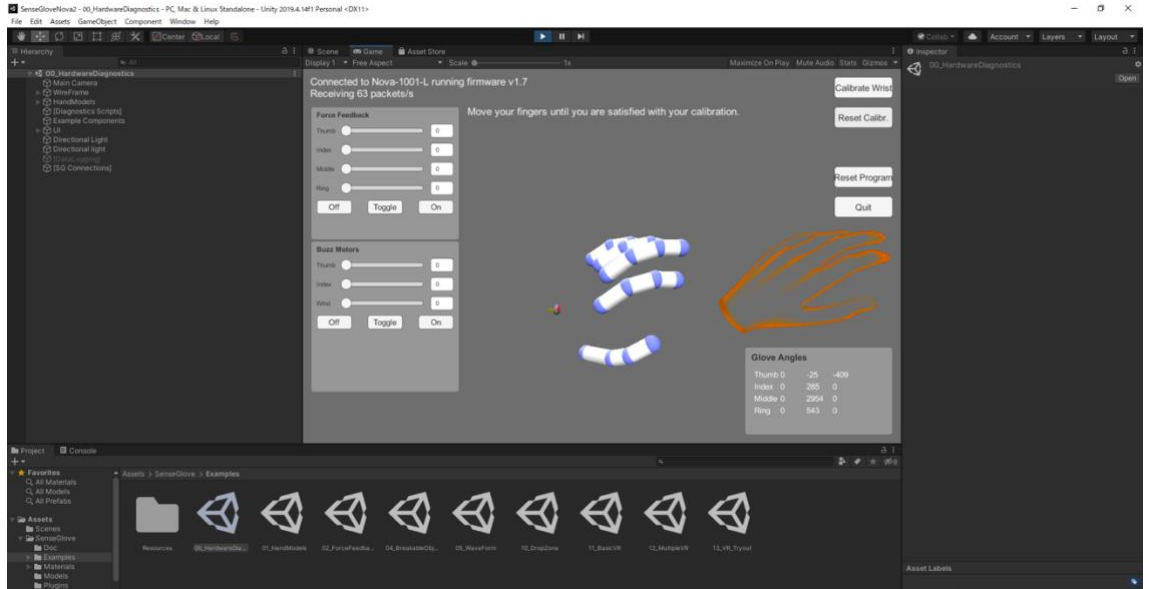 SenseGloveNova2 - 00_HardwareDiagnostics - PC, Mac & Linux Standalone - Unity 2019.4.14f1 Personal <DX11>
File Edit Assets GameObject Component Window Help
Center Local
Collab Account Layers Layout
Hierarchy
All
00_HardwareDiagnostics
Main Camera
WireFrame
HandModels
[Diagnostics Scripts]
Example Components
UI
Directional Light
Directional light
[DataLogging]
[SG Connections]
Scene Game Asset Store
Display 1 Free Aspect Scale 1x Maximize On Play Mute Audio Stats Gizmos
Connected to Nova-1001-L running firmware v1.7
Receiving 63 packets/s
Move your fingers until you are satisfied with your calibration.
Force Feedback
Thumb 0
Index 0
Middle 0
Ring 0
Off Toggle On
Buzz Motors
Thumb 0
Index 0
Wrist 0
Off Toggle On
Calibrate Wrist
Reset Calibr.
Reset Program
Quit
Glove Angles
Thumb 0 -25 -409
Index 0 285 0
Middle 0 2954 0
Ring 0 543 0
Inspector
00_HardwareDiagnostics
Open
Project Console
Favorites
All Materials
All Models
All Prefabs
Assets
Scenes
SenseGlove
Doc
Examples
Materials
Models
Plugins
Assets > SenseGlove > Examples
Resources
00_HardwareDia...
01_HandModels
02_ForceFeedba...
04_BreakableObj...
05_WaveForm
10_DropZone
11_BasicVR
12_MultipleVR
13_VR_Tryout
Asset Labels